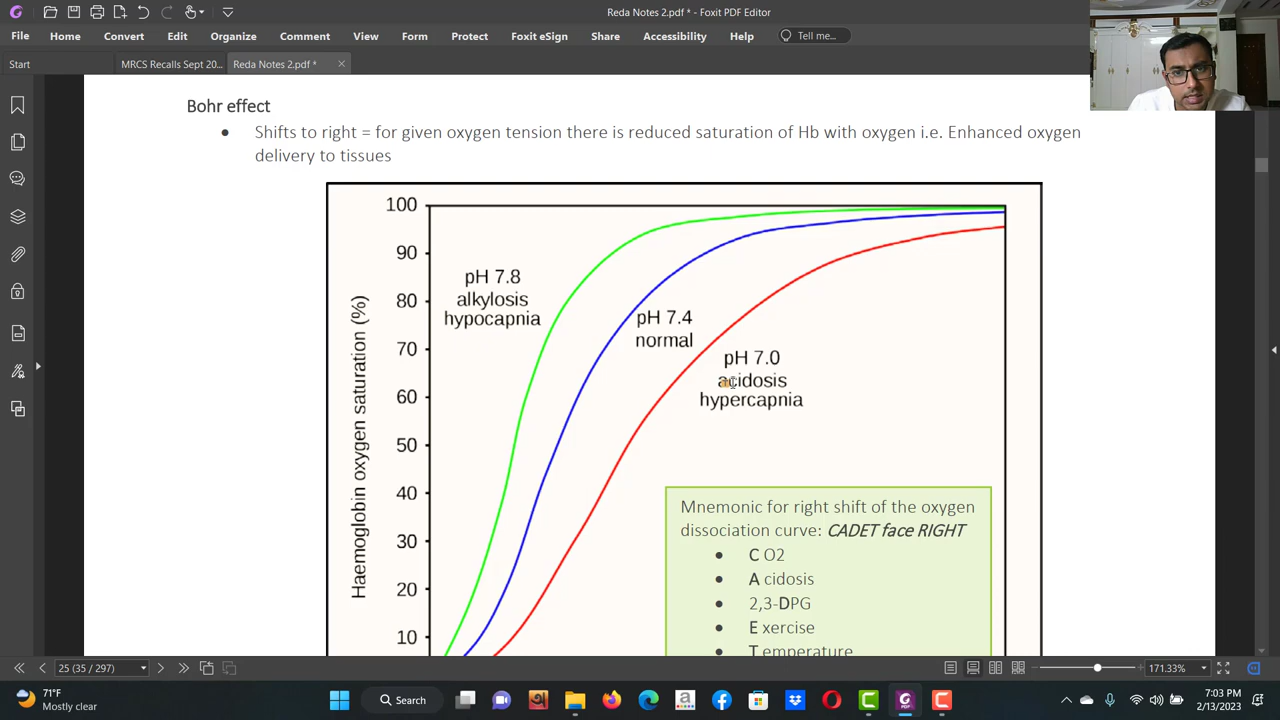 Reda Notes 2.pdf * - Foxit PDF Editor
File Home Convert Edit Organize Comment View Form Protect Foxit eSign Share Accessibility Help Tell me...
Start MRCS Recalls Sept 20... Reda Notes 2.pdf *
Bohr effect
• Shifts to right = for given oxygen tension there is reduced saturation of Hb with oxygen i.e. Enhanced oxygen
delivery to tissues
Haemoglobin oxygen saturation (%)
100
90
80
70
60
50
40
30
20
10
pH 7.8
alkylosis
hypocapnia
pH 7.4
normal
pH 7.0
acidosis
hypercapnia
Mnemonic for right shift of the oxygen
dissociation curve: CADET face RIGHT
• C O2
• A cidosis
• 2,3-DPG
• E xercise
• T emperature
25 (35 / 297)
171.33%
71°F
Mostly clear
Search
7:03 PM
2/13/2023